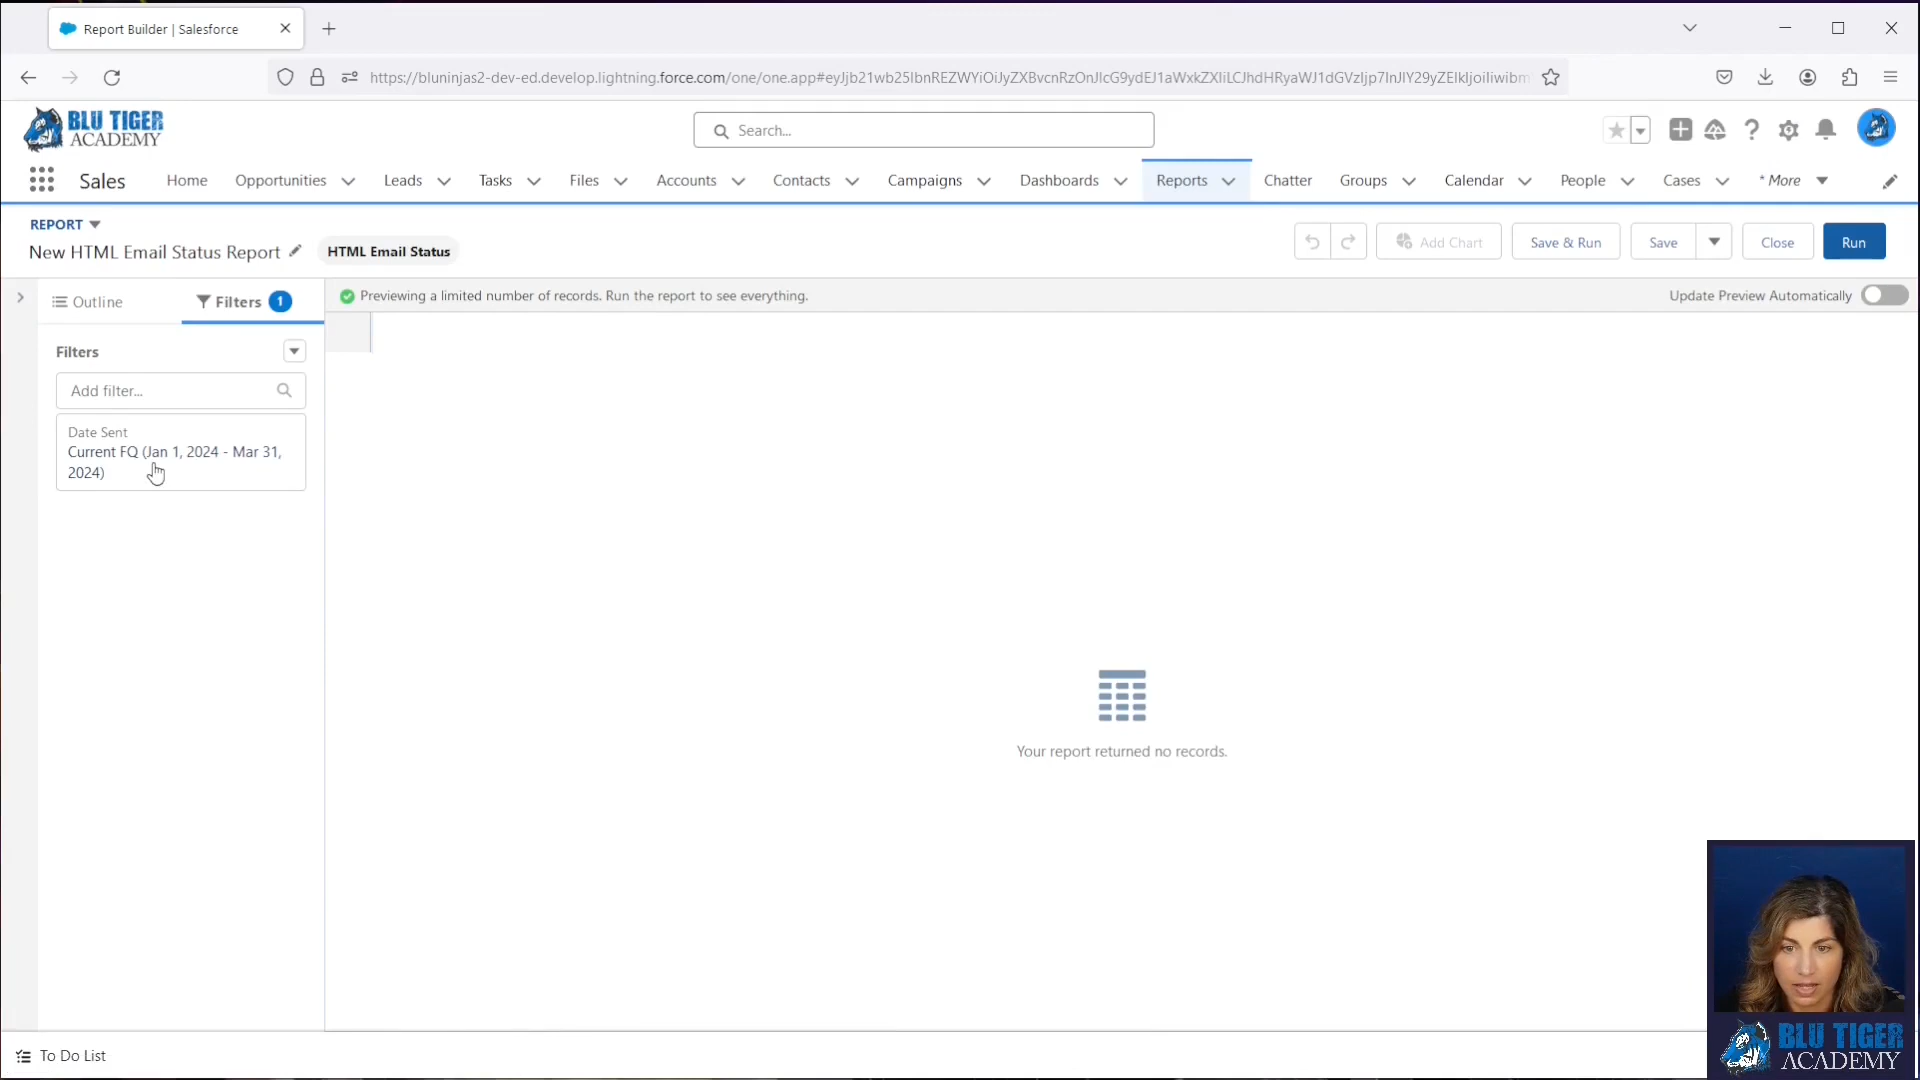 Report Builder | Salesforce
https://bluninjas2-dev-ed.develop.lightning.force.com/one/one.app#eyJjb21wb25lbnREZWYiOiJyZXBvcnRzOnJlcG9ydEJ1aWxkZXIiLCJhdHRyaWJ1dGVzIjp7InJlY29yZElkIjoiIiwibm
BLU TIGER
ACADEMY
Search...
Sales
Home
Opportunities
Leads
Tasks
Files
Accounts
Contacts
Campaigns
Dashboards
Reports
Chatter
Groups
Calendar
People
Cases
* More
REPORT
New HTML Email Status Report
HTML Email Status
Add Chart
Save & Run
Save
Close
Run
Outline
Filters 1
Previewing a limited number of records. Run the report to see everything.
Update Preview Automatically
Filters
Add filter...
Date Sent
Current FQ (Jan 1, 2024 - Mar 31,
2024)
Your report returned no records.
To Do List
BLU TIGER
ACADEMY